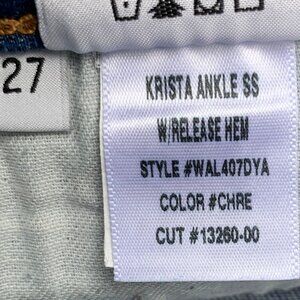 27
KRISTA ANKLE SS
W/RELEASE HEM
STYLE #WAL407DYA
COLOR #CHRE
CUT #13260-00